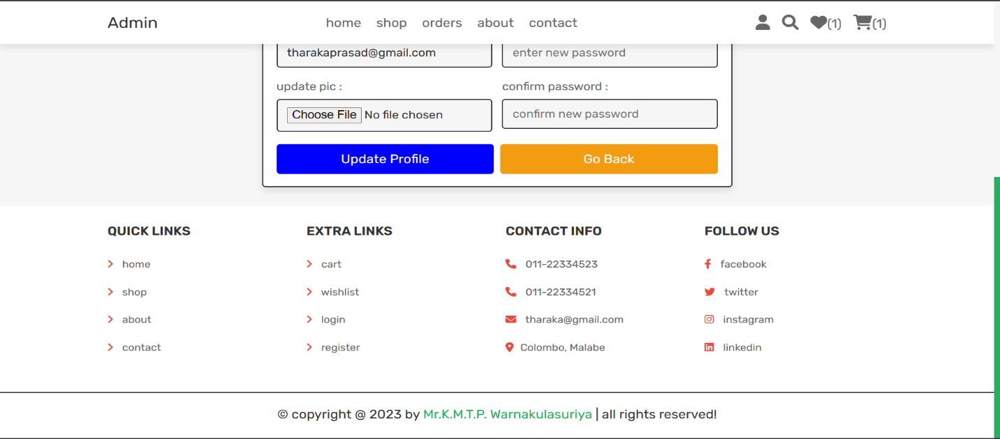 Admin home shop orders about contact (1) (1)
tharakaprasad@gmail.com enter new password
update pic : confirm password :
Choose File No file chosen confirm new password
Update Profile Go Back
QUICK LINKS EXTRA LINKS CONTACT INFO FOLLOW US
home cart 011-22334523 facebook
shop wishlist 011-22334521 twitter
about login tharaka@gmail.com instagram
contact register Colombo, Malabe linkedin
© copyright @ 2023 by Mr.K.M.T.P. Warnakulasuriya | all rights reserved!